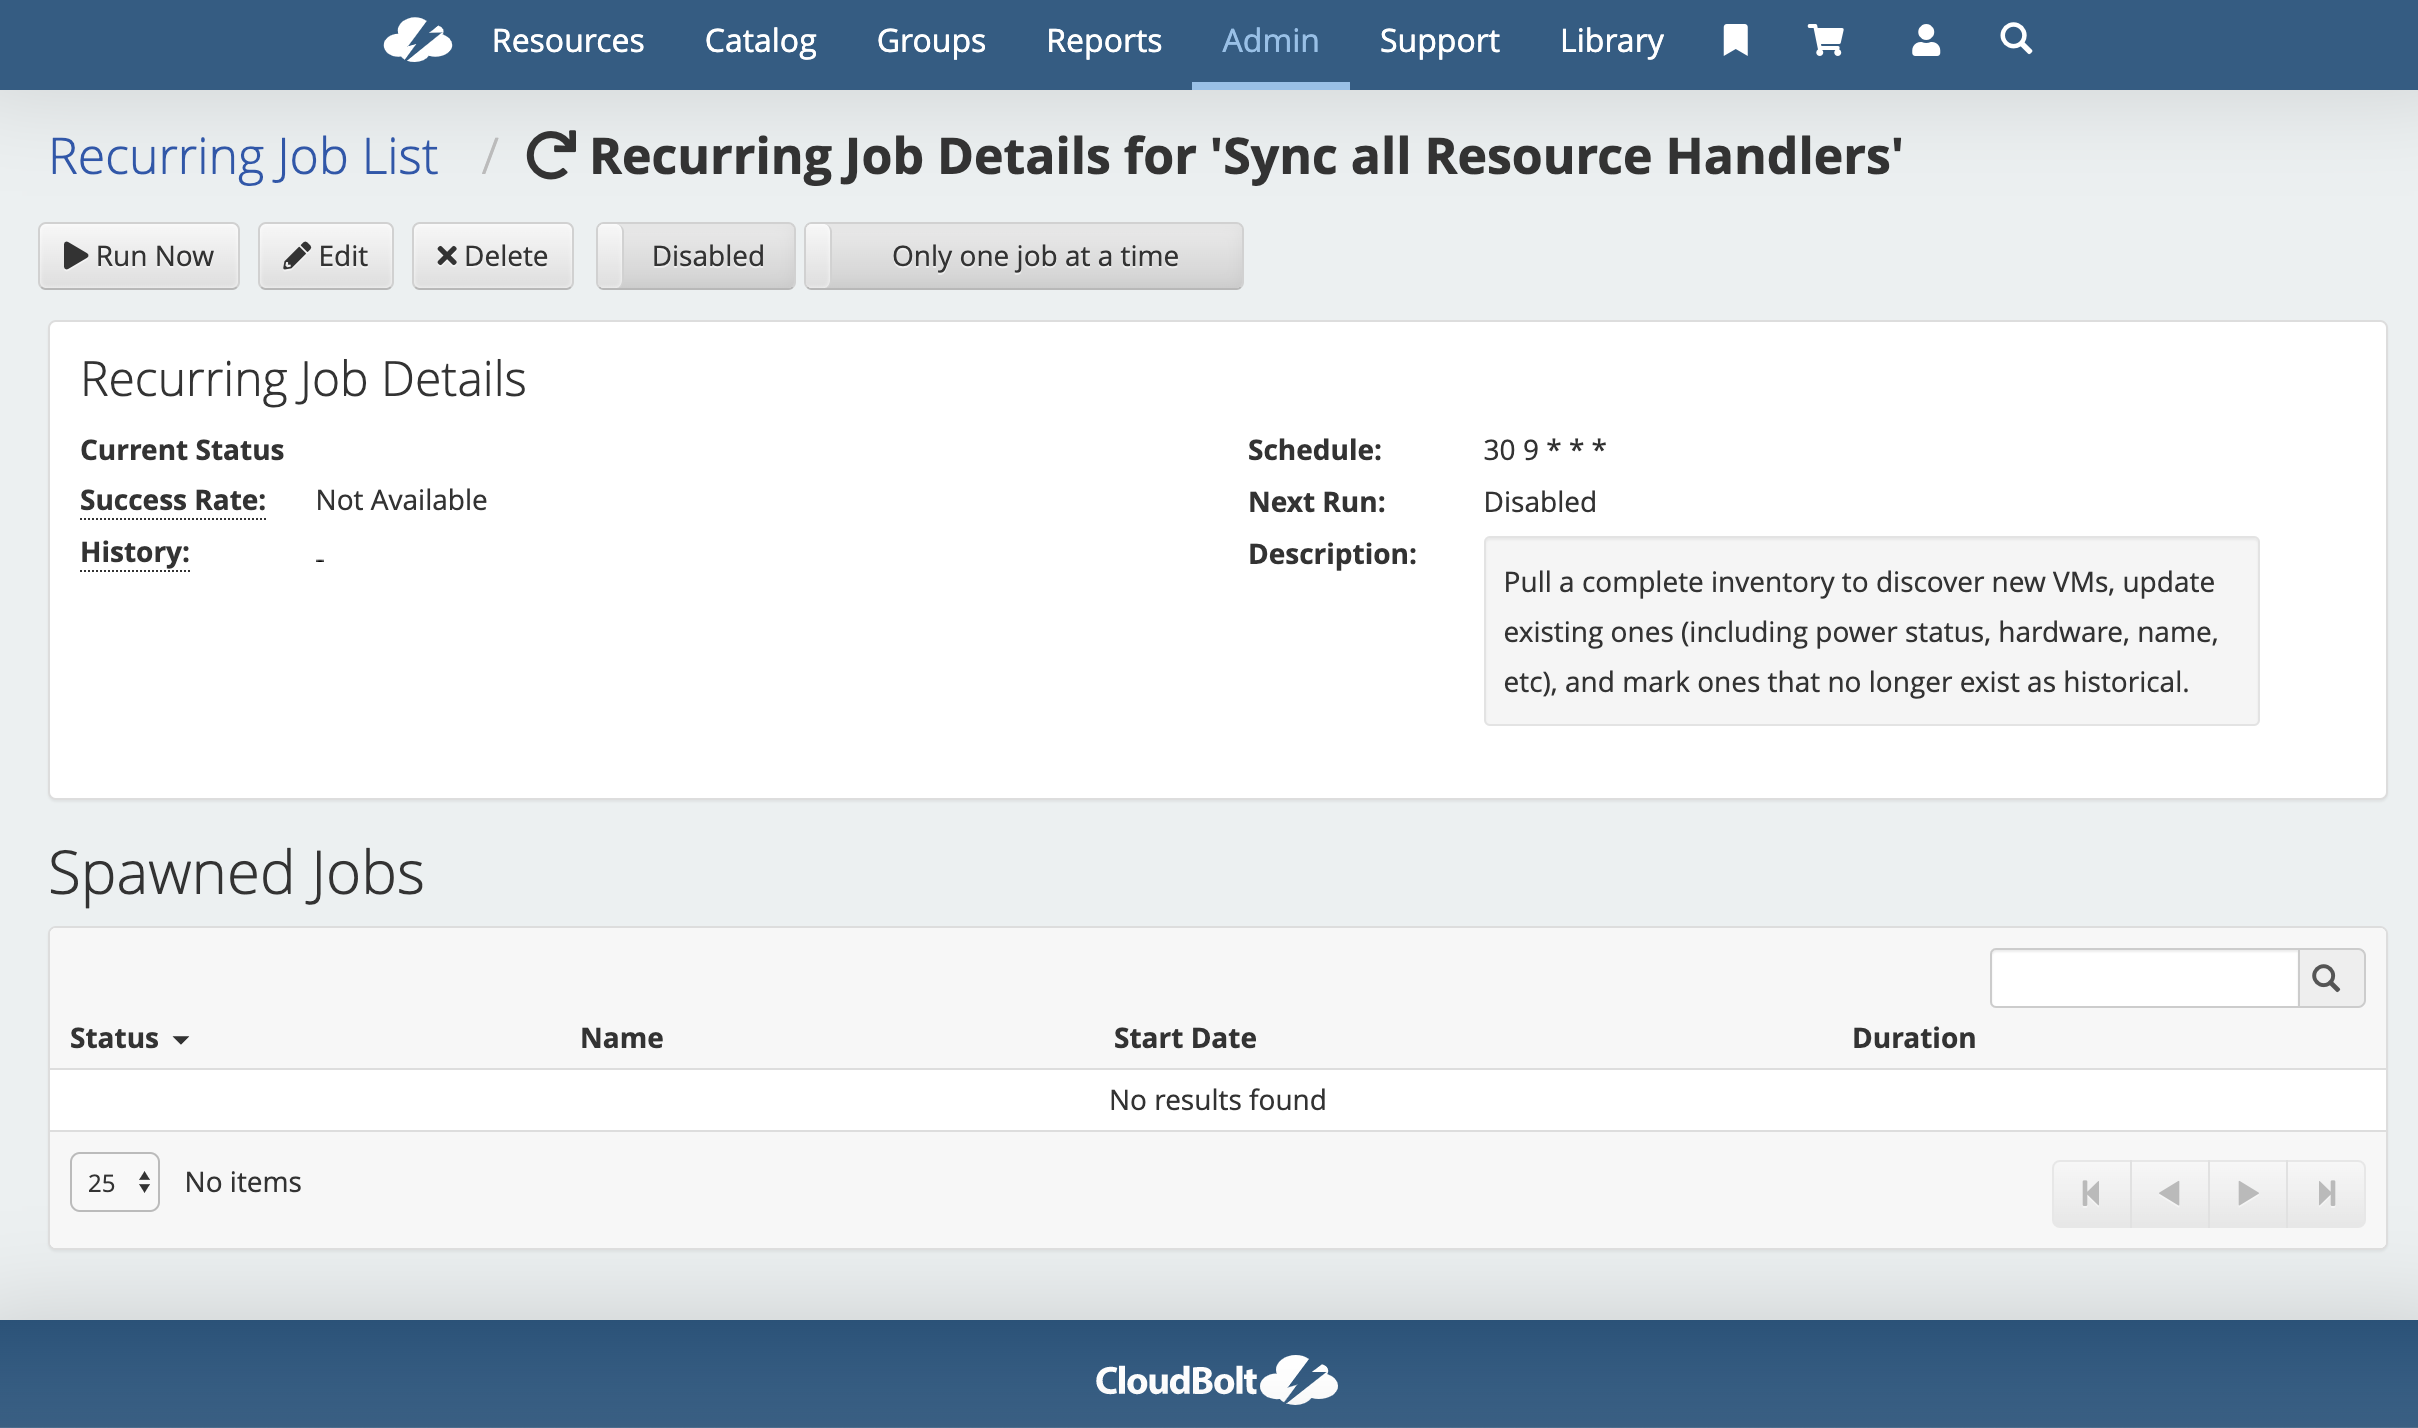 Resources Catalog Groups Reports Admin Support Library
Recurring Job List / Recurring Job Details for 'Sync all Resource Handlers'
Run Now Edit Delete Disabled Only one job at a time
Recurring Job Details
Current Status
Success Rate: Not Available
History: -
Schedule: 30 9 * * *
Next Run: Disabled
Description:
Pull a complete inventory to discover new VMs, update
existing ones (including power status, hardware, name,
etc), and mark ones that no longer exist as historical.
Spawned Jobs
Status Name Start Date Duration
No results found
25 No items
CloudBolt